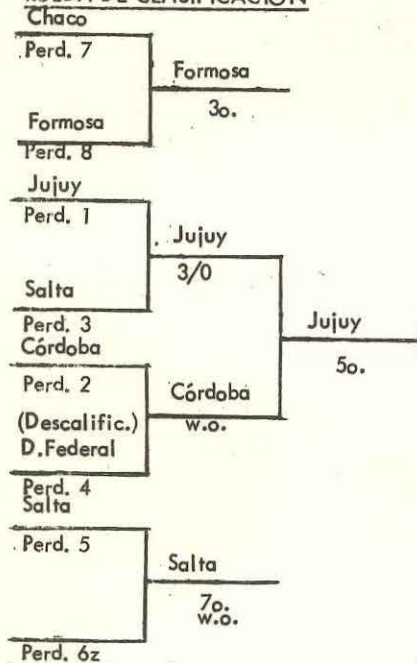 Chaco
Perd. 7
Formosa
3o.
Formosa
Perd. 8
Jujuy
Perd. 1
Jujuy
3/0
Salta
Perd. 3
Jujuy
5o.
Córdoba
Perd. 2
Córdoba
w.o.
(Descalific.)
D.Federal
Perd. 4
Salta
Perd. 5
Salta
7o.
w.o.
Perd. 6z